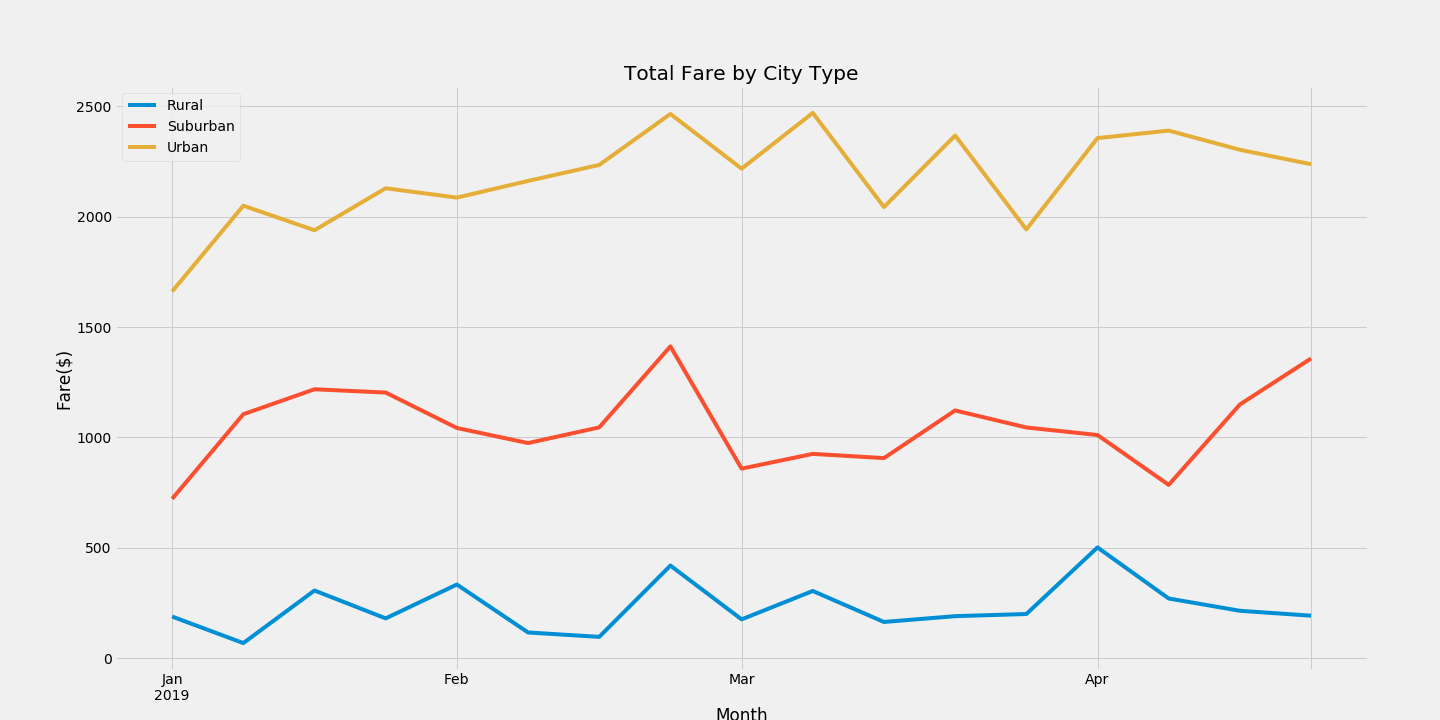 Total Fare by City Type
Rural
Suburban
Urban
Fare($)
2500
2000
1500
1000
500
0
Jan
2019
Feb
Mar
Apr
Month